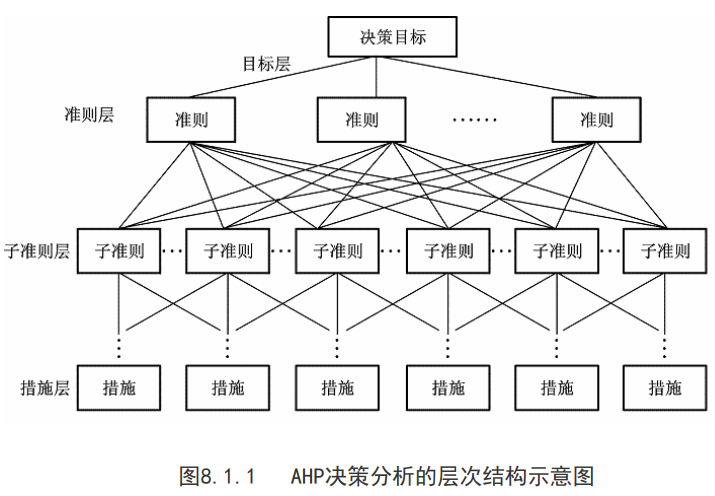 决策目标
目标层
准则层 准则 准则 …… 准则
子准则层 子准则 … 子准则 … 子准则 … 子准则 … 子准则 … 子准则
措施层 措施 措施 措施 措施 措施 措施
图8.1.1 AHP决策分析的层次结构示意图